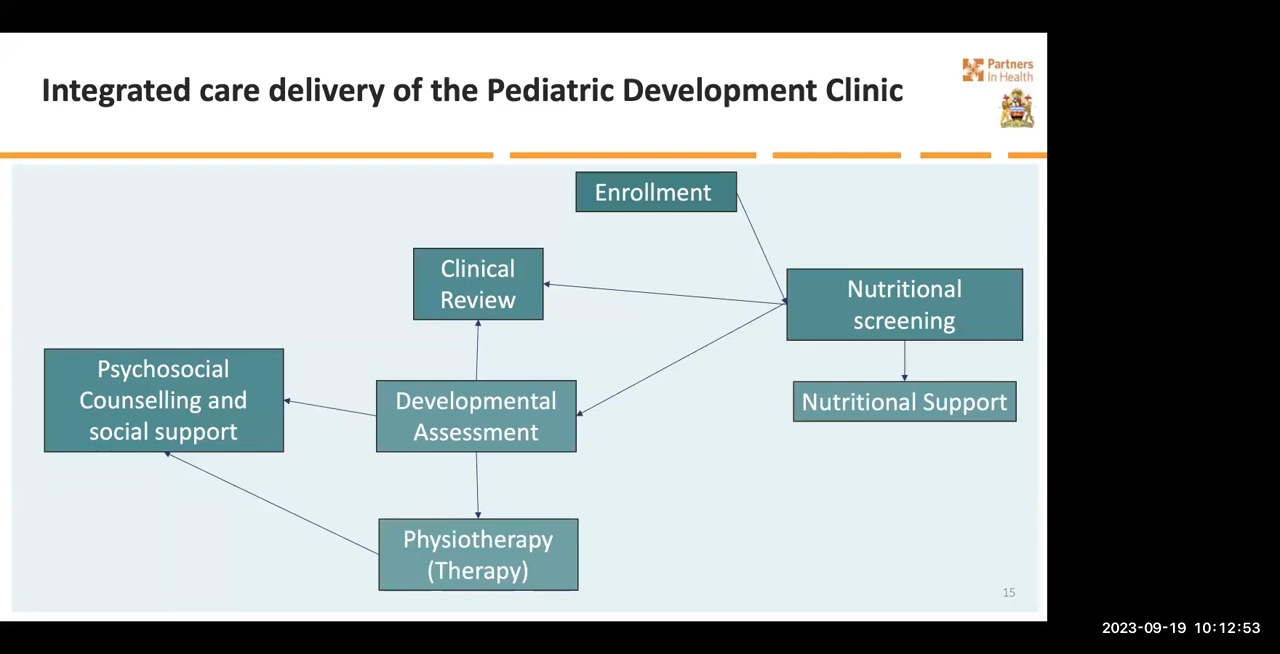 Integrated care delivery of the Pediatric Development Clinic
Partners
In Health
Enrollment
Clinical
Review
Nutritional
screening
Psychosocial
Counselling and
social support
Developmental
Assessment
Nutritional Support
Physiotherapy
(Therapy)
15
2023-09-19 10:12:53